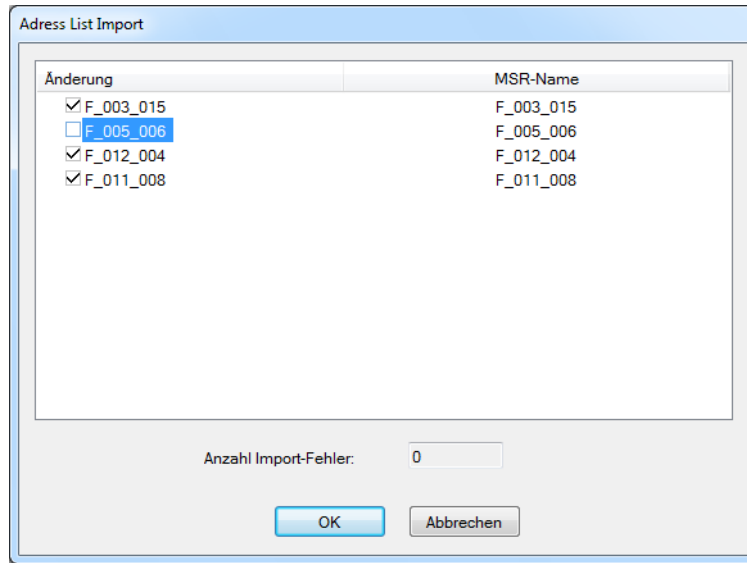 Adress List Import
Änderung MSR-Name
F_003_015 F_003_015
F_005_006 F_005_006
F_012_004 F_012_004
F_011_008 F_011_008
Anzahl Import-Fehler: 0
OK Abbrechen